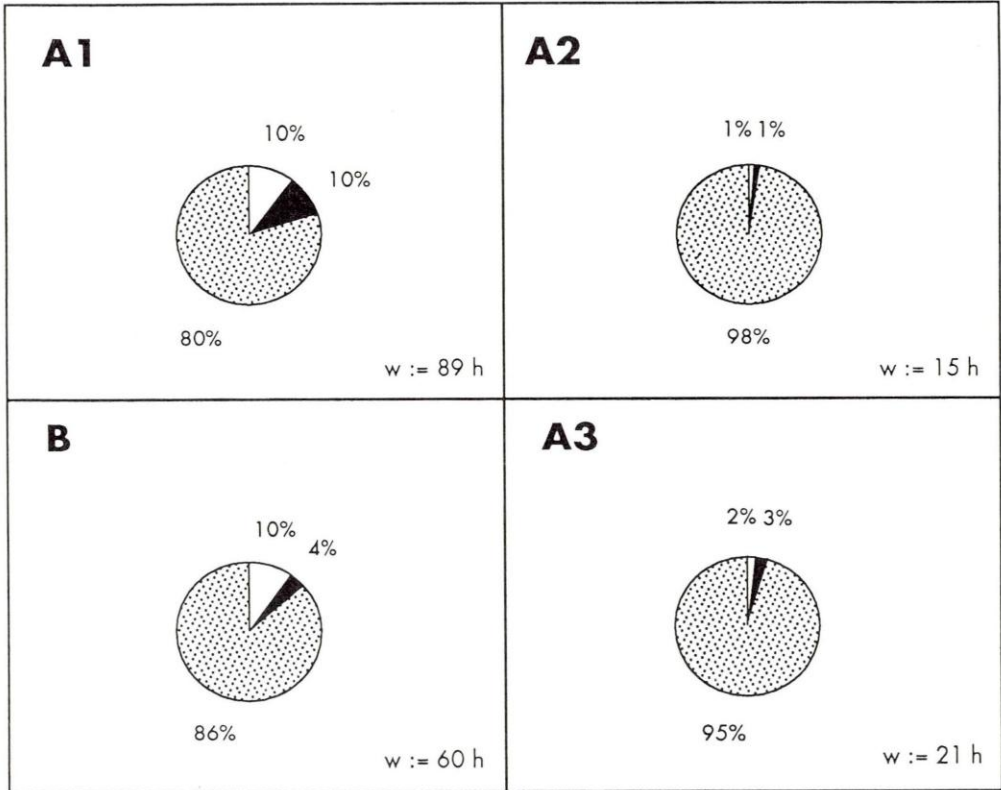 A1
10%
10%
80%
w := 89 h
A2
1% 1%
98%
w := 15 h
B
10%
4%
86%
w := 60 h
A3
2% 3%
95%
w := 21 h